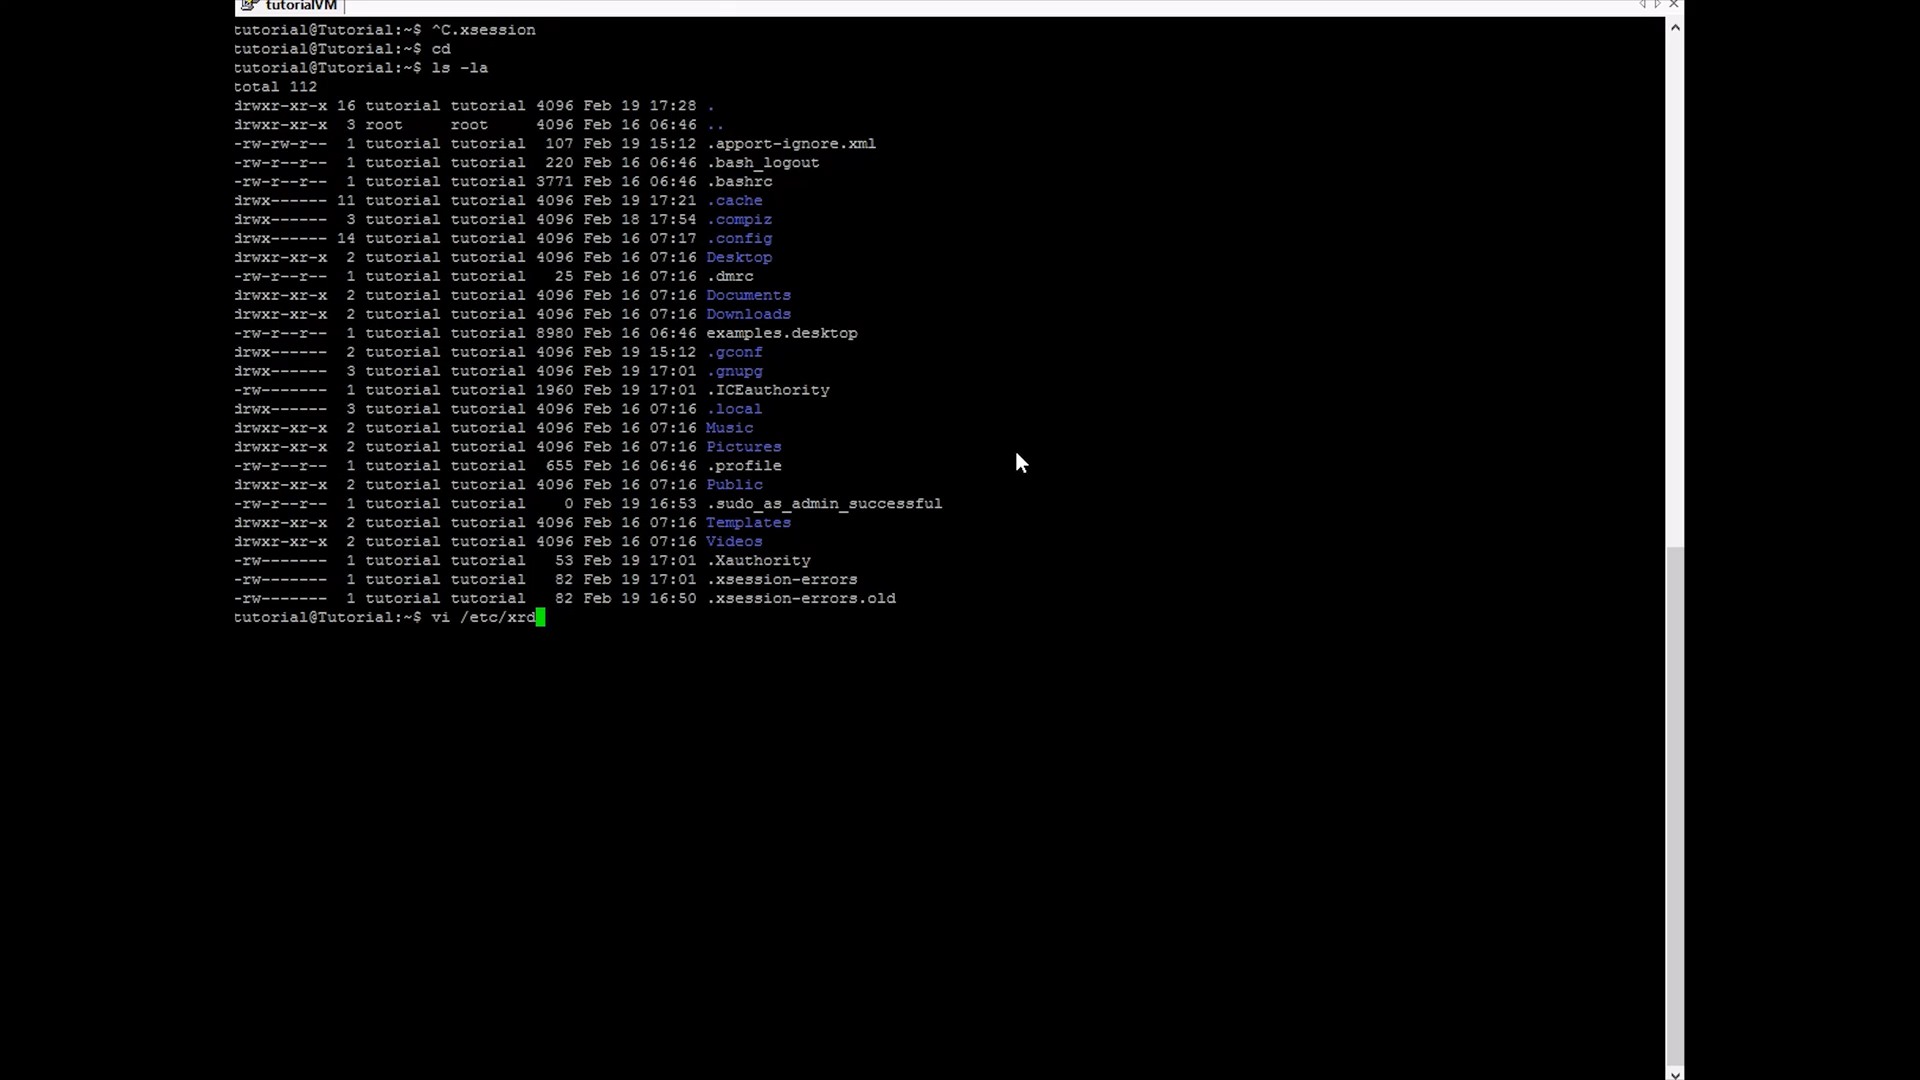 tutorialVM
tutorial@Tutorial:~$ ^C.xsession
tutorial@Tutorial:~$ cd
tutorial@Tutorial:~$ ls -la
total 112
drwxr-xr-x 16 tutorial tutorial 4096 Feb 19 17:28 .
drwxr-xr-x  3 root     root     4096 Feb 16 06:46 ..
-rw-rw-r--  1 tutorial tutorial  107 Feb 19 15:12 .apport-ignore.xml
-rw-r--r--  1 tutorial tutorial  220 Feb 16 06:46 .bash_logout
-rw-r--r--  1 tutorial tutorial 3771 Feb 16 06:46 .bashrc
drwx------ 11 tutorial tutorial 4096 Feb 19 17:21 .cache
drwx------  3 tutorial tutorial 4096 Feb 18 17:54 .compiz
drwx------ 14 tutorial tutorial 4096 Feb 16 07:17 .config
drwxr-xr-x  2 tutorial tutorial 4096 Feb 16 07:16 Desktop
-rw-r--r--  1 tutorial tutorial   25 Feb 16 07:16 .dmrc
drwxr-xr-x  2 tutorial tutorial 4096 Feb 16 07:16 Documents
drwxr-xr-x  2 tutorial tutorial 4096 Feb 16 07:16 Downloads
-rw-r--r--  1 tutorial tutorial 8980 Feb 16 06:46 examples.desktop
drwx------  2 tutorial tutorial 4096 Feb 19 15:12 .gconf
drwx------  3 tutorial tutorial 4096 Feb 19 17:01 .gnupg
-rw-------  1 tutorial tutorial 1960 Feb 19 17:01 .ICEauthority
drwx------  3 tutorial tutorial 4096 Feb 16 07:16 .local
drwxr-xr-x  2 tutorial tutorial 4096 Feb 16 07:16 Music
drwxr-xr-x  2 tutorial tutorial 4096 Feb 16 07:16 Pictures
-rw-r--r--  1 tutorial tutorial  655 Feb 16 06:46 .profile
drwxr-xr-x  2 tutorial tutorial 4096 Feb 16 07:16 Public
-rw-r--r--  1 tutorial tutorial    0 Feb 19 16:53 .sudo_as_admin_successful
drwxr-xr-x  2 tutorial tutorial 4096 Feb 16 07:16 Templates
drwxr-xr-x  2 tutorial tutorial 4096 Feb 16 07:16 Videos
-rw-------  1 tutorial tutorial   53 Feb 19 17:01 .Xauthority
-rw-------  1 tutorial tutorial   82 Feb 19 17:01 .xsession-errors
-rw-------  1 tutorial tutorial   82 Feb 19 16:50 .xsession-errors.old
tutorial@Tutorial:~$ vi /etc/xrd